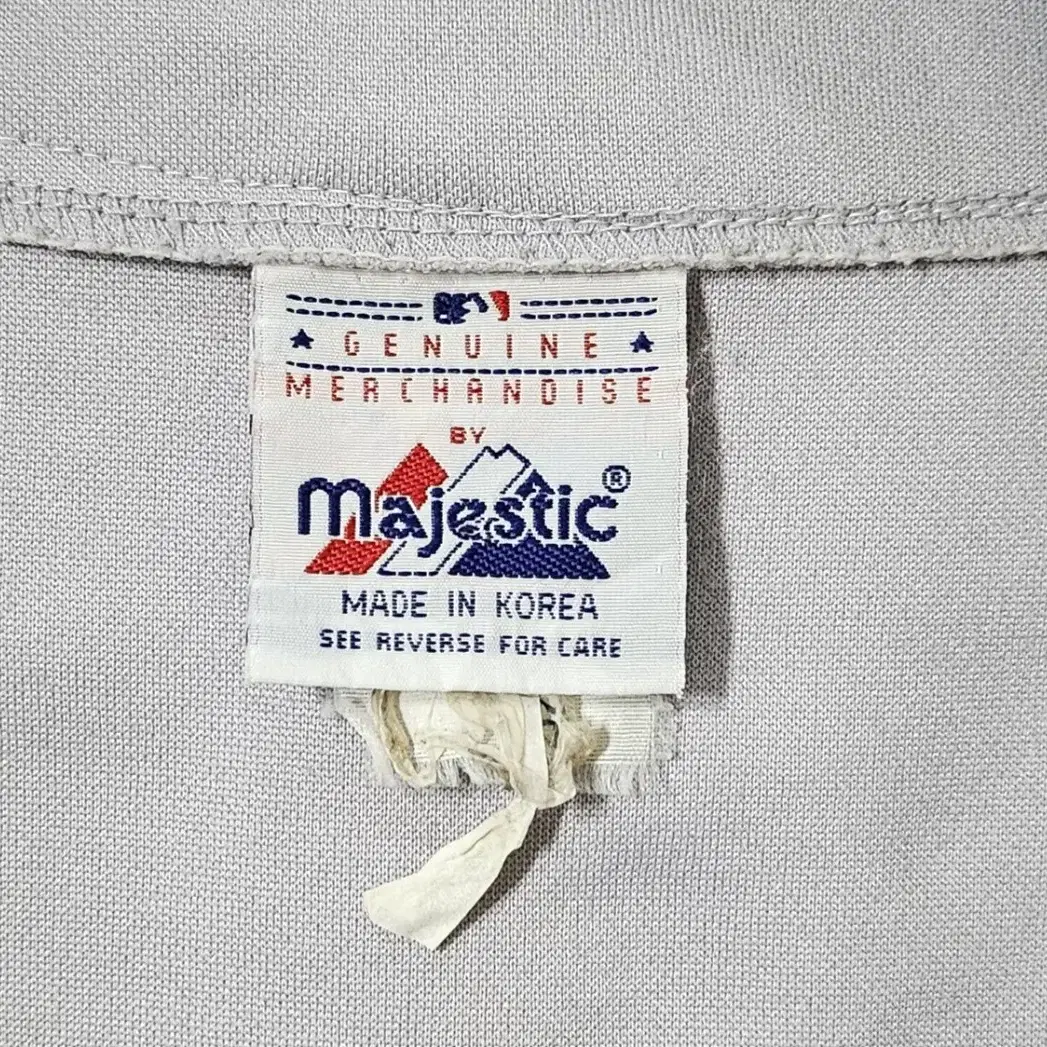 GENUINE
MERCHANDISE
BY
Majestic®
MADE IN KOREA
SEE REVERSE FOR CARE